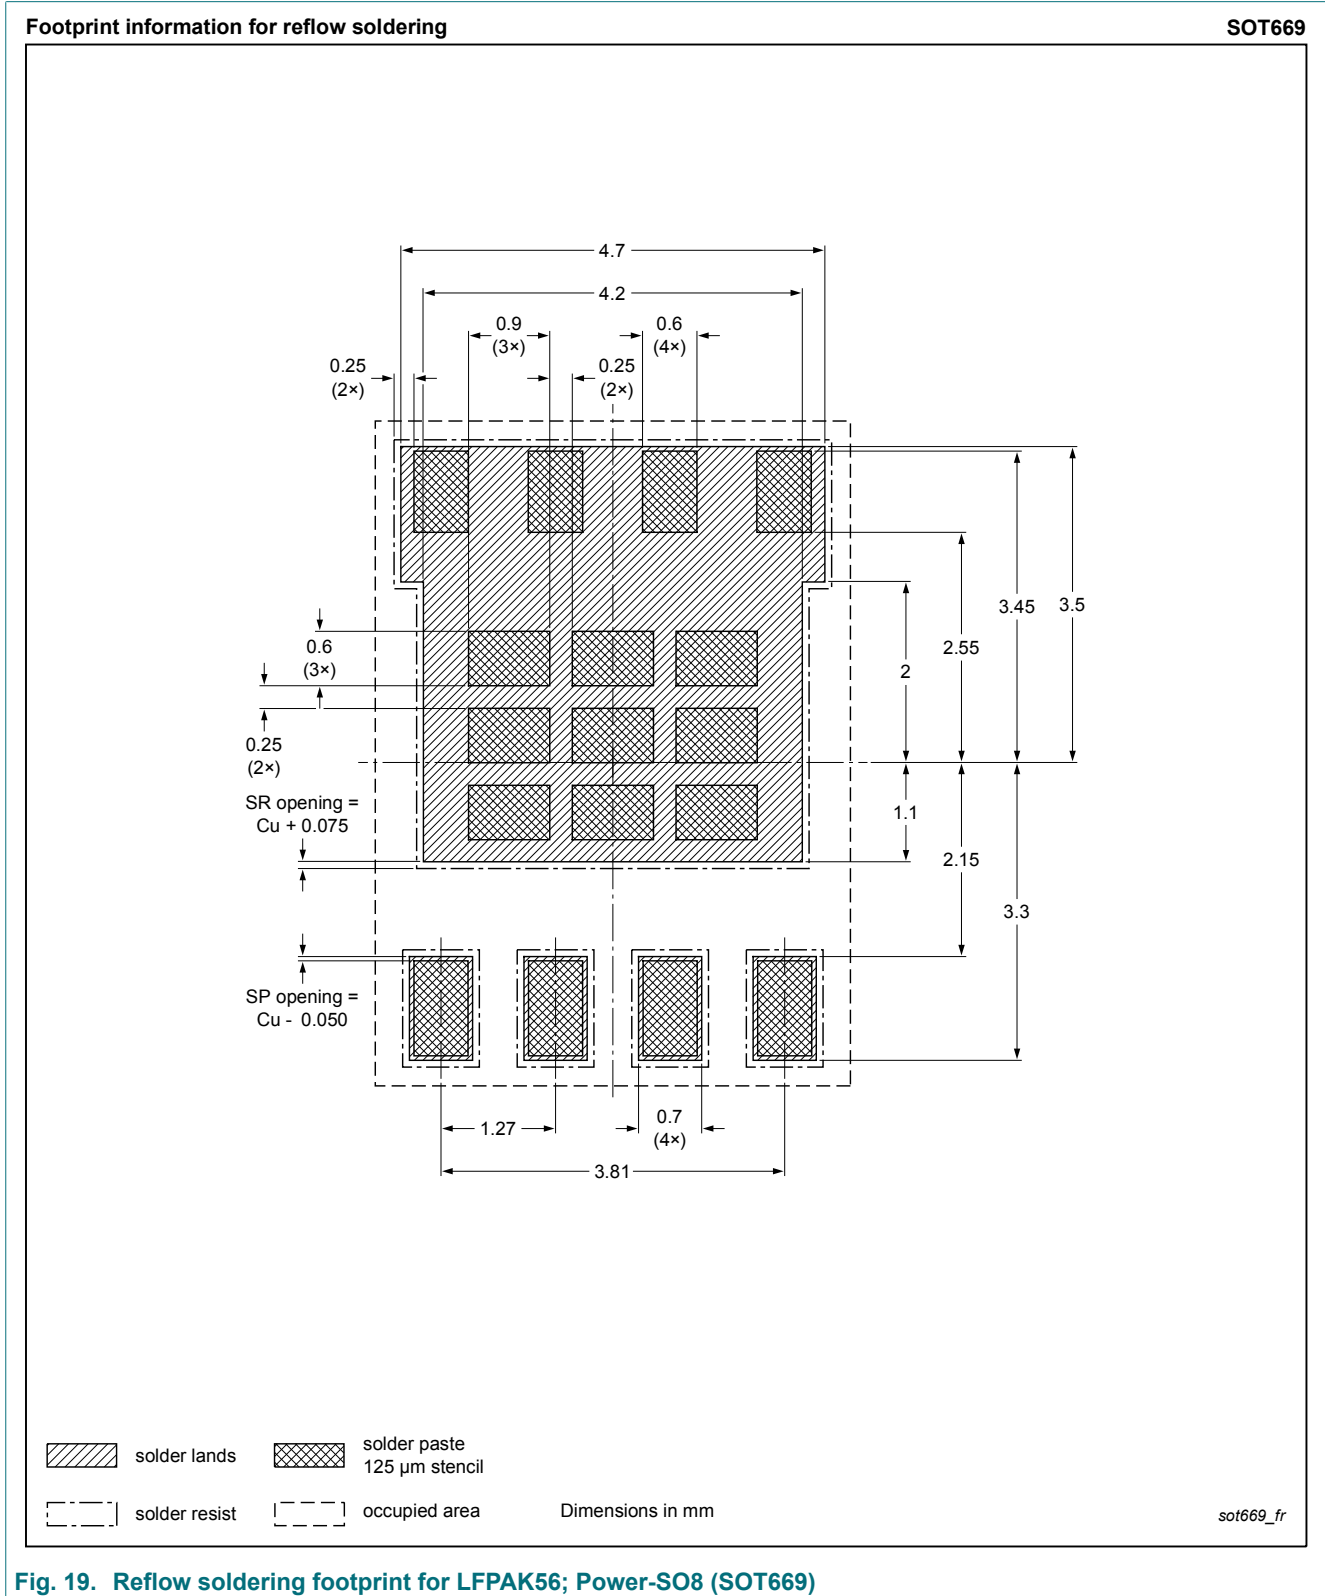 Footprint information for reflow soldering SOT669
4.7
4.2
0.9
(3×)
0.6
(4×)
0.25
(2×)
0.25
(2×)
3.45
3.5
2.55
2
0.6
(3×)
0.25
(2×)
SR opening =
Cu + 0.075
1.1
2.15
3.3
SP opening =
Cu - 0.050
1.27
0.7
(4×)
3.81
solder lands
solder paste
125 µm stencil
solder resist
occupied area
Dimensions in mm
sot669_fr
Fig. 19. Reflow soldering footprint for LFPAK56; Power-SO8 (SOT669)